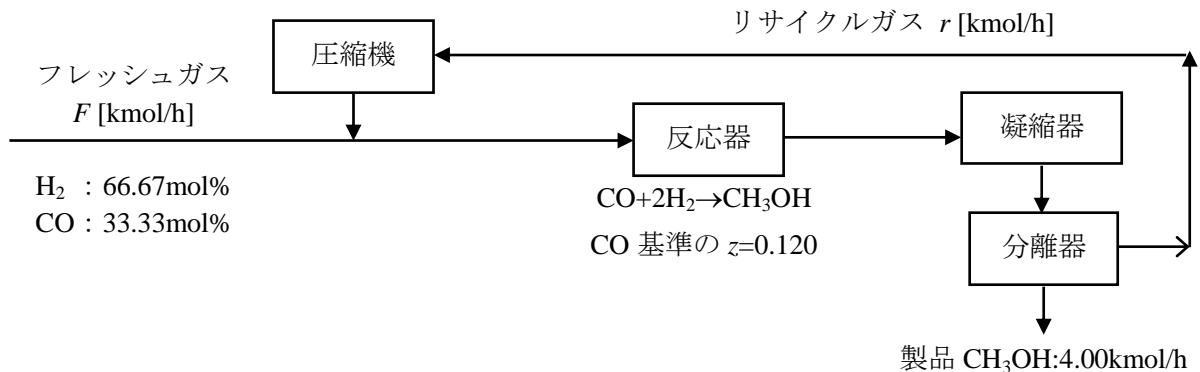 リサイクルガス r [kmol/h]
圧縮機
フレッシュガス
F [kmol/h]
反応器
凝縮器
H₂ ：66.67mol%
CO：33.33mol%
CO+2H₂→CH₃OH
CO 基準の z=0.120
分離器
製品 CH₃OH:4.00kmol/h